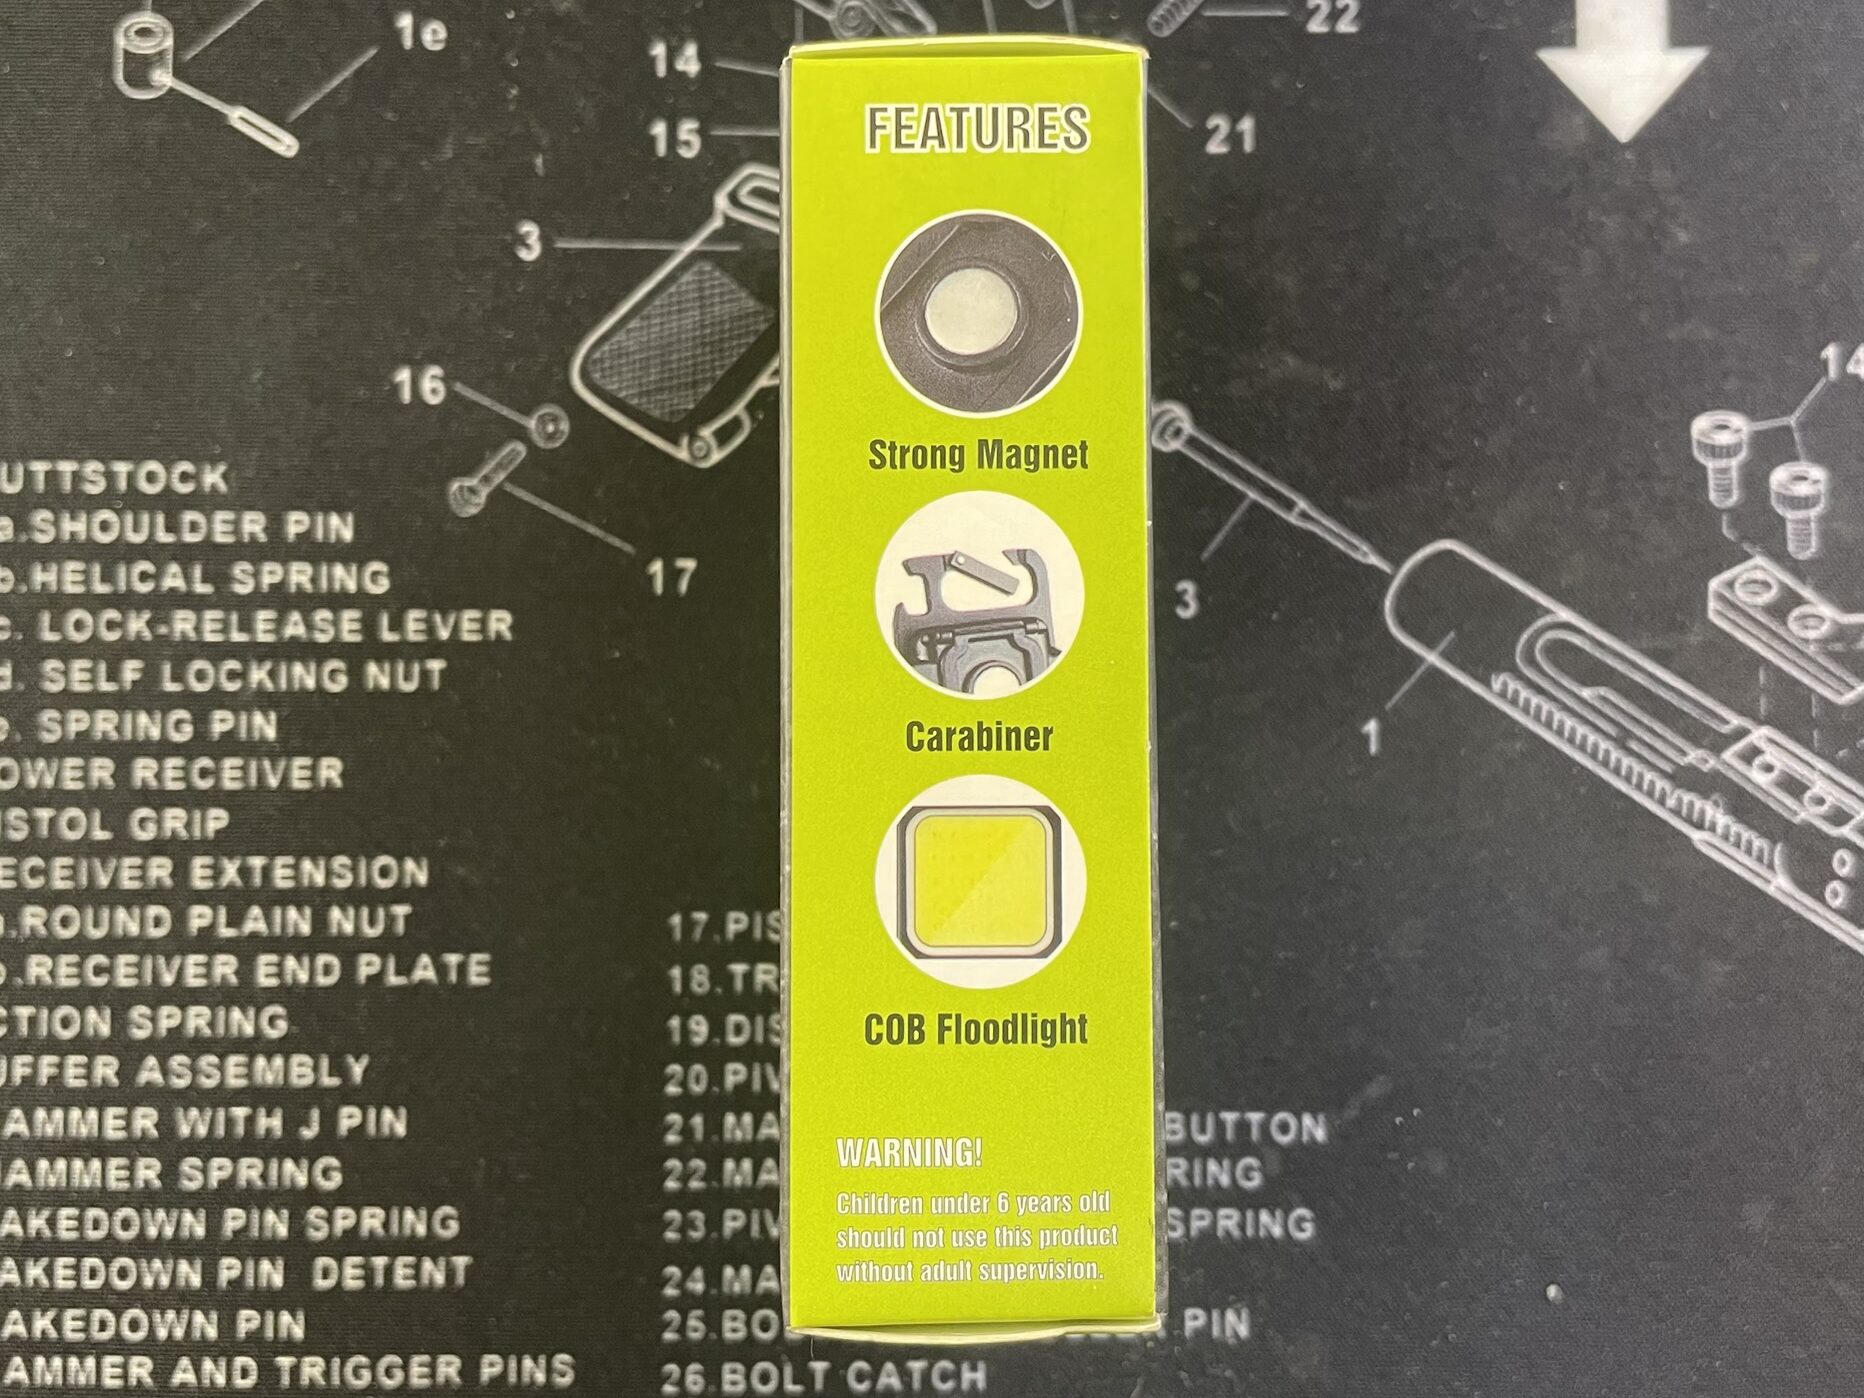 1e
14
22
15
21
3
16
17
14
3
1
UTTSTOCK
a.SHOULDER PIN
b.HELICAL SPRING
c. LOCK-RELEASE LEVER
d. SELF LOCKING NUT
e. SPRING PIN
OWER RECEIVER
ISTOL GRIP
ECEIVER EXTENSION
a.ROUND PLAIN NUT
b.RECEIVER END PLATE
CTION SPRING
UFFER ASSEMBLY
AMMER WITH J PIN
HAMMER SPRING
AKEDOWN PIN SPRING
AKEDOWN PIN DETENT
AKEDOWN PIN
AMMER AND TRIGGER PINS
17.PIS
18.TR
19.DIS
20.PIV
21.MA
22.MA
23.PIV
24.MA
25.BO
26.BOLT CATCH
BUTTON
RING
SPRING
PIN
FEATURES
Strong Magnet
Carabiner
COB Floodlight
WARNING!
Children under 6 years old
should not use this product
without adult supervision.